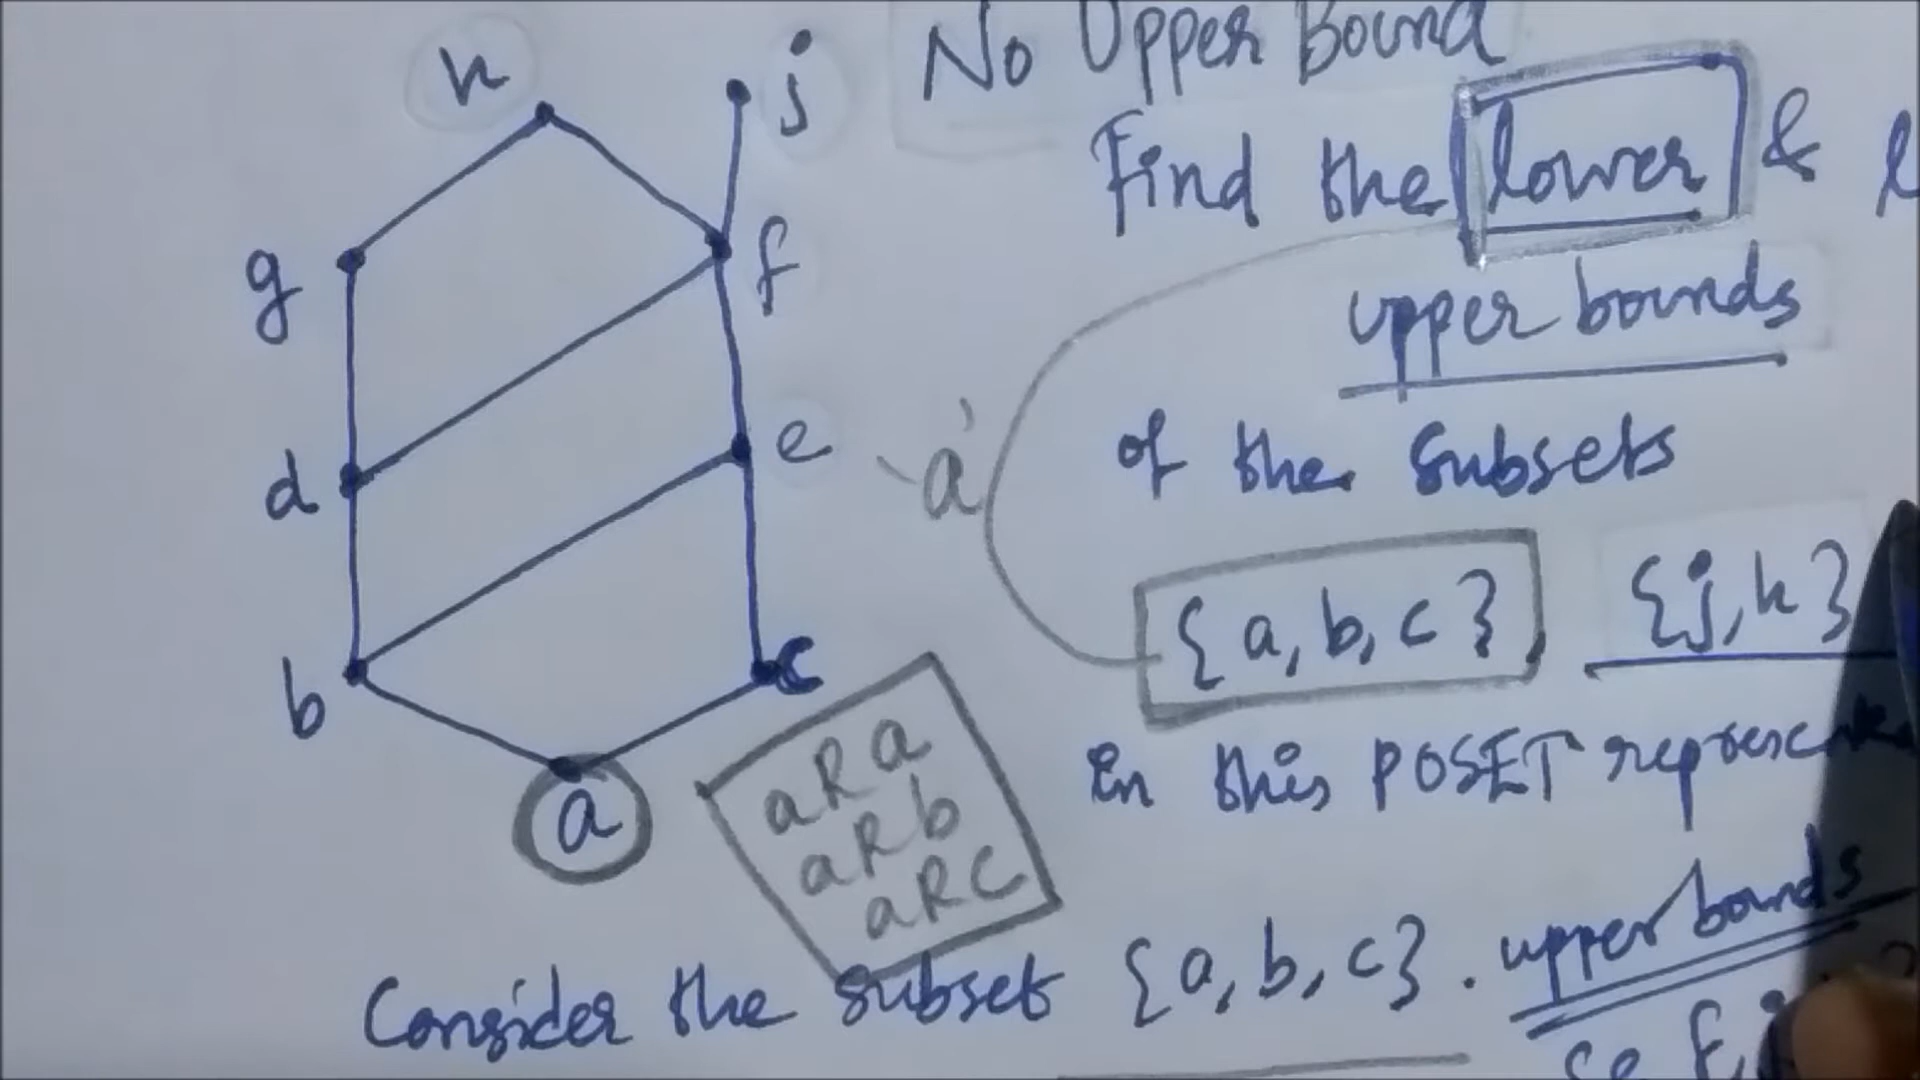 h
j
No Upper Bound
Find the lower &
g
f
upper bounds
d
e
a
of the subsets
{a, b, c}, {j, h}
b
c
a
aRa
aRb
aRc
in this POSET
Consider the subset {a, b, c}. upper bounds